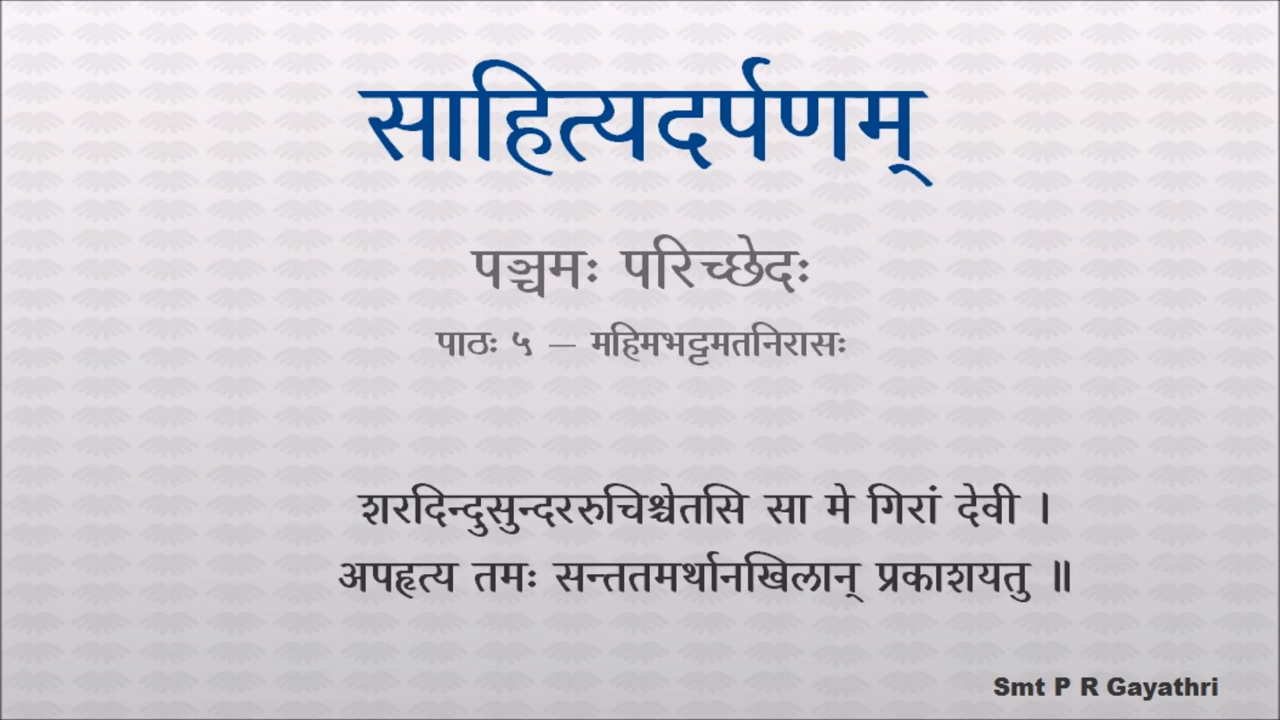 साहित्यदर्पणम्
पञ्चमः परिच्छेदः
पाठः ५ – महिमभट्टमतनिरासः
शरदिन्दुसुन्दररुचिश्चेतसि सा मे गिरां देवी ।
अपहृत्य तमः सन्ततमर्थानखिलान् प्रकाशयतु ॥
Smt P R Gayathri